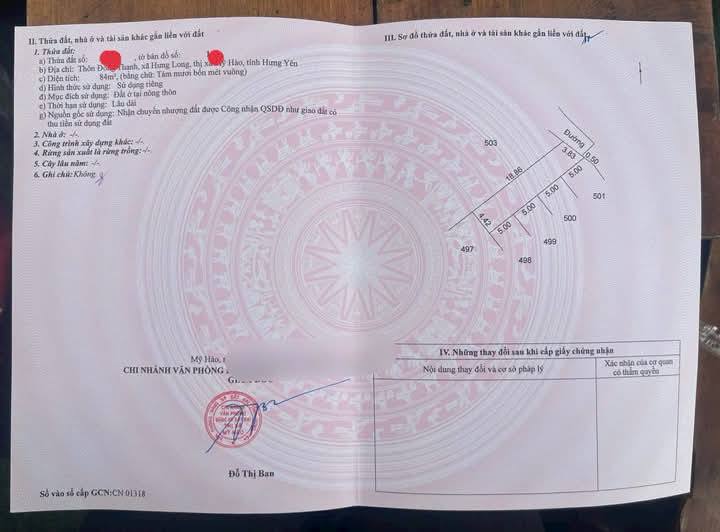 II. Thửa đất, nhà ở và tài sản khác gắn liền với đất
1. Thửa đất:
a) Thửa đất số: , tờ bản đồ số:
b) Địa chỉ: Thôn Thạnh, xã Hưng Long, thị xã Mỹ Hào, tỉnh Hưng Yên
c) Diện tích: 84m², (bằng chữ: Tám mươi bốn mét vuông)
d) Hình thức sử dụng: Sử dụng riêng
đ) Mục đích sử dụng: Đất ở tại nông thôn
e) Thời hạn sử dụng: Lâu dài
g) Nguồn gốc sử dụng: Nhận chuyển nhượng đất được Công nhận QSDĐ như giao đất có
thu tiền sử dụng đất
2. Nhà ở: -/-.
3. Công trình xây dựng khác: -/-.
4. Rừng sản xuất là rừng trồng: -/-.
5. Cây lâu năm: -/-.
6. Ghi chú: Không.
Mỹ Hào,
CHI NHÁNH VĂN PHÒNG
Đỗ Thị Ban
Số vào sổ cấp GCN: CN 01318
III. Sơ đồ thửa đất, nhà ở và tài sản khác gắn liền với đất
503
Đường
3.83
0.50
18.86
5.00
5.00
5.00
5.00
4.42
501
500
499
498
497
IV. Những thay đổi sau khi cấp giấy chứng nhận
Nội dung thay đổi và cơ sở pháp lý
Xác nhận của cơ quan
có thẩm quyền